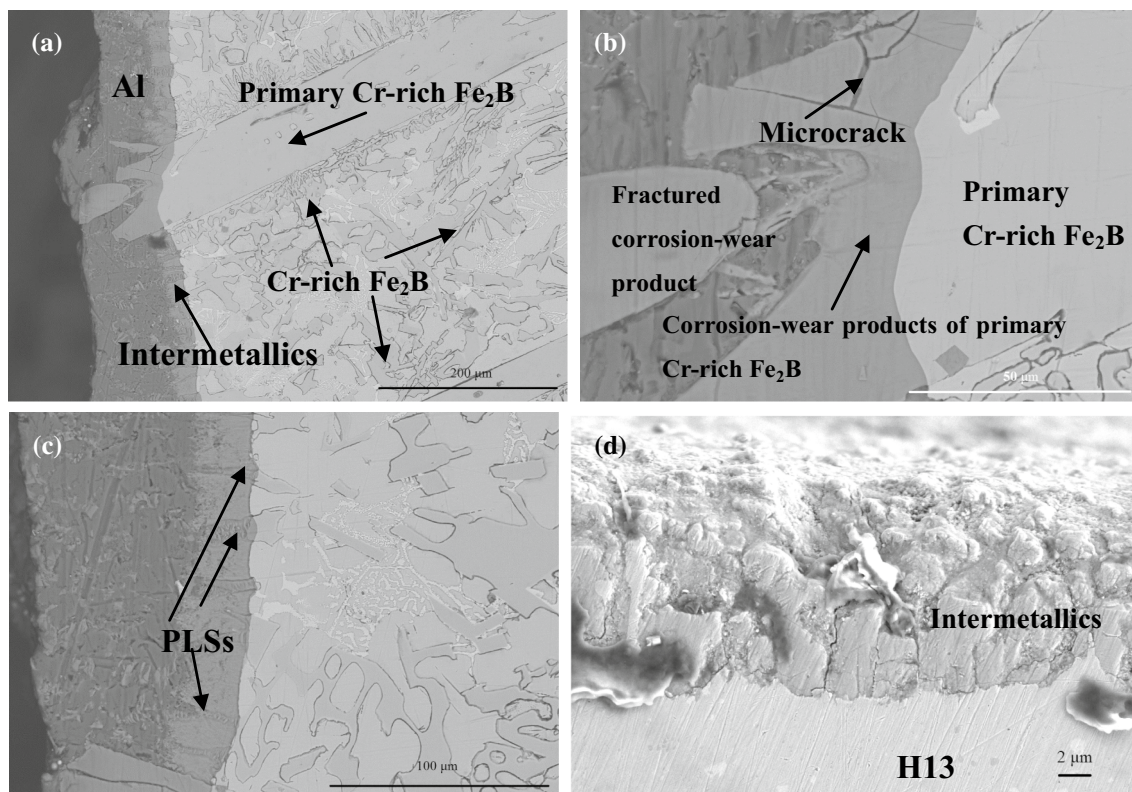 (a)
Al
Primary Cr-rich Fe₂B
Cr-rich Fe₂B
Intermetallics
200 μm
(b)
Microcrack
Fractured
corrosion-wear
product
Primary
Cr-rich Fe₂B
Corrosion-wear products of primary
Cr-rich Fe₂B
50 μm
(c)
PLSs
100 μm
(d)
Intermetallics
H13
2 μm